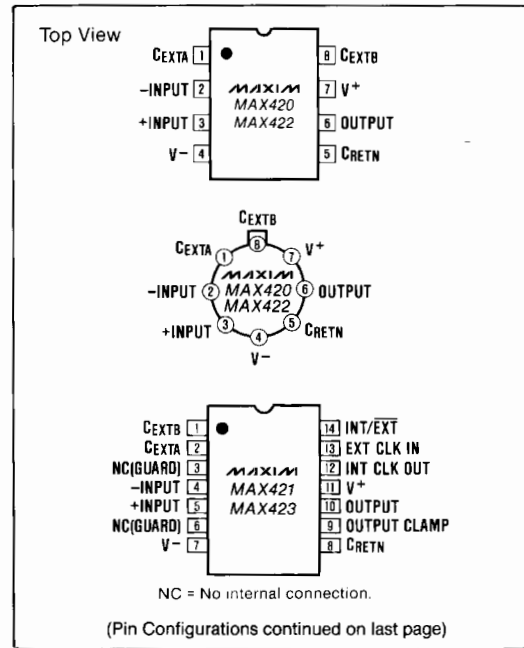 Top View
CEXTA 1
-INPUT 2
+INPUT 3
V- 4
8 CEXTB
7 V+
6 OUTPUT
5 CRETN
MAXIM
MAX420
MAX422
CEXTB
CEXTA
-INPUT
+INPUT
V-
V+
OUTPUT
CRETN
1
2
3
4
5
6
7
8
MAXIM
MAX420
MAX422
CEXTB 1
CEXTA 2
NC(GUARD) 3
-INPUT 4
+INPUT 5
NC(GUARD) 6
V- 7
14 INT/EXT
13 EXT CLK IN
12 INT CLK OUT
11 V+
10 OUTPUT
9 OUTPUT CLAMP
8 CRETN
MAXIM
MAX421
MAX423
NC = No internal connection.
(Pin Configurations continued on last page)